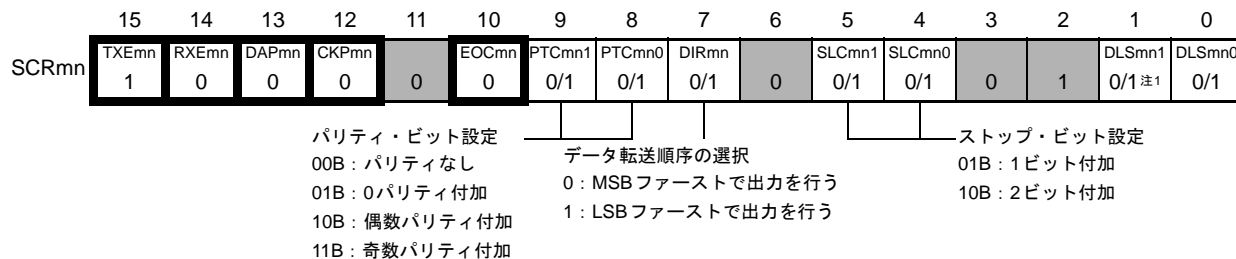 15 14 13 12 11 10 9 8 7 6 5 4 3 2 1 0
SCRmn
TXEmn RXEmn DAPmn CKPmn EOCmn PTCmn1 PTCmn0 DIRmn SLCmn1 SLCmn0 DLSmn1 DLSmn0
1 0 0 0 0 0 0/1 0/1 0/1 0 0/1 0/1 0 1 0/1 注1 0/1
パリティ・ビット設定
00B：パリティなし
01B：0パリティ付加
10B：偶数パリティ付加
11B：奇数パリティ付加
データ転送順序の選択
0：MSBファーストで出力を行う
1：LSBファーストで出力を行う
ストップ・ビット設定
01B：1ビット付加
10B：2ビット付加